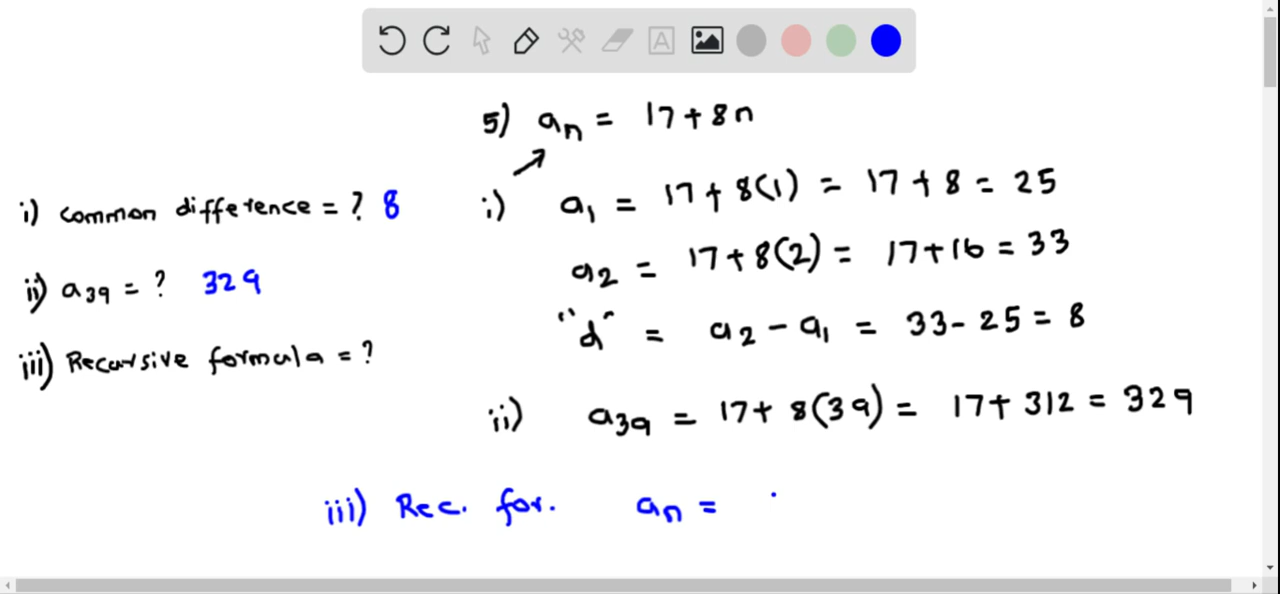 5) an = 17 + 8n
i) common difference = ? 8
i) a1 = 17 + 8(1) = 17 + 8 = 25
a2 = 17 + 8(2) = 17 + 16 = 33
ii) a39 = ? 329
"d" = a2 - a1 = 33 - 25 = 8
iii) Recursive formula = ?
ii) a39 = 17 + 8(39) = 17 + 312 = 329
iii) Rec. for. an =